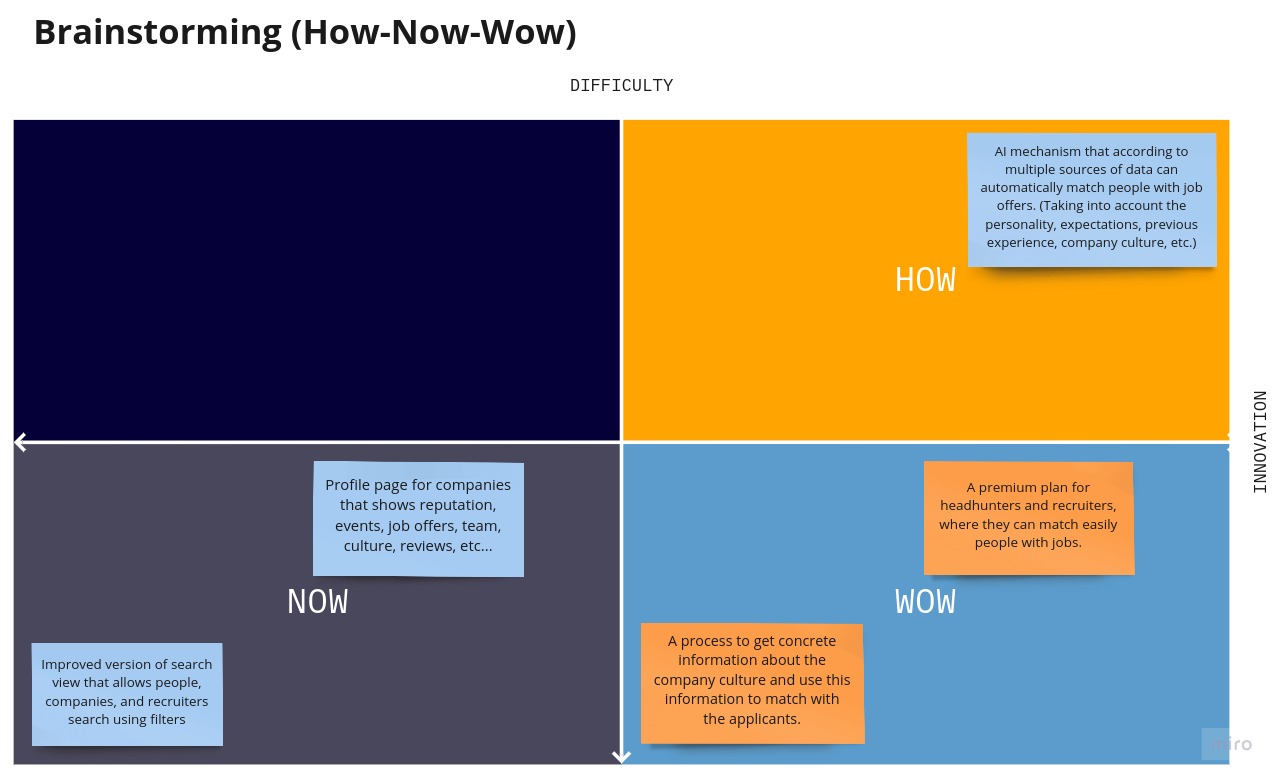 Brainstorming (How-Now-Wow)
DIFFICULTY
AI mechanism that according to
multiple sources of data can
automatically match people with job
offers. (Taking into account the
personality, expectations, previous
experience, company culture, etc.)
HOW
INNOVATION
Profile page for companies
that shows reputation,
events, job offers, team,
culture, reviews, etc...
NOW
Improved version of search
view that allows people,
companies, and recruiters
search using filters
A premium plan for
headhunters and recruiters,
where they can match easily
people with jobs.
WOW
A process to get concrete
information about the
company culture and use this
information to match with
the applicants.
miro